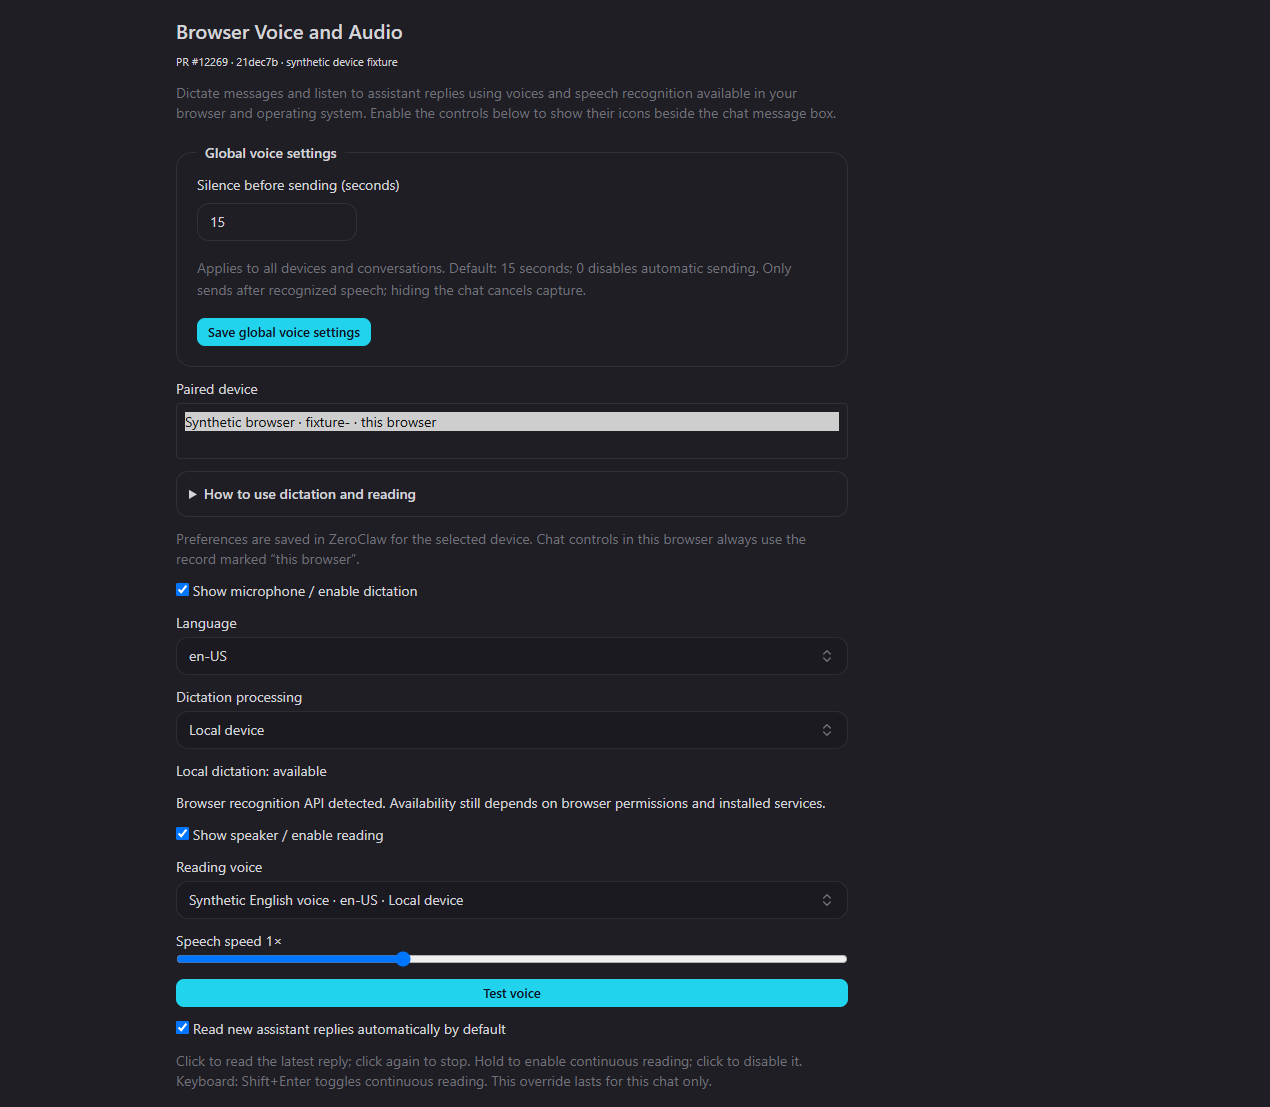 Browser Voice and Audio
PR #12269 · 21dec7b · synthetic device fixture
Dictate messages and listen to assistant replies using voices and speech recognition available in your
browser and operating system. Enable the controls below to show their icons beside the chat message box.
Global voice settings
Silence before sending (seconds)
15
Applies to all devices and conversations. Default: 15 seconds; 0 disables automatic sending. Only
sends after recognized speech; hiding the chat cancels capture.
Save global voice settings
Paired device
Synthetic browser · fixture- · this browser
How to use dictation and reading
Preferences are saved in ZeroClaw for the selected device. Chat controls in this browser always use the
record marked “this browser”.
Show microphone / enable dictation
Language
en-US
Dictation processing
Local device
Local dictation: available
Browser recognition API detected. Availability still depends on browser permissions and installed services.
Show speaker / enable reading
Reading voice
Synthetic English voice · en-US · Local device
Speech speed 1×
Test voice
Read new assistant replies automatically by default
Click to read the latest reply; click again to stop. Hold to enable continuous reading; click to disable it.
Keyboard: Shift+Enter toggles continuous reading. This override lasts for this chat only.